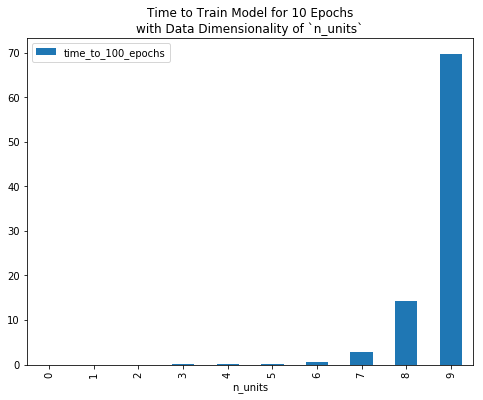 Time to Train Model for 10 Epochs
with Data Dimensionality of `n_units`
time_to_100_epochs
70
60
50
40
30
20
10
0
0 1 2 3 4 5 6 7 8 9
n_units